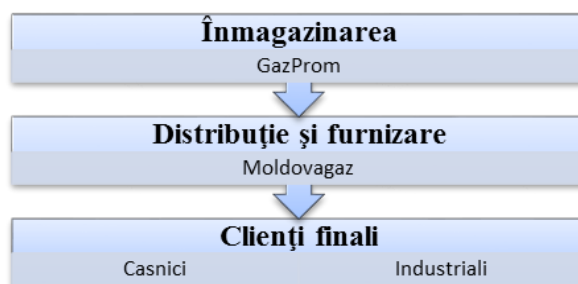 Înmagazinarea
GazProm
Distribuţie şi furnizare
Moldovagaz
Clienţi finali
Casnici Industriali